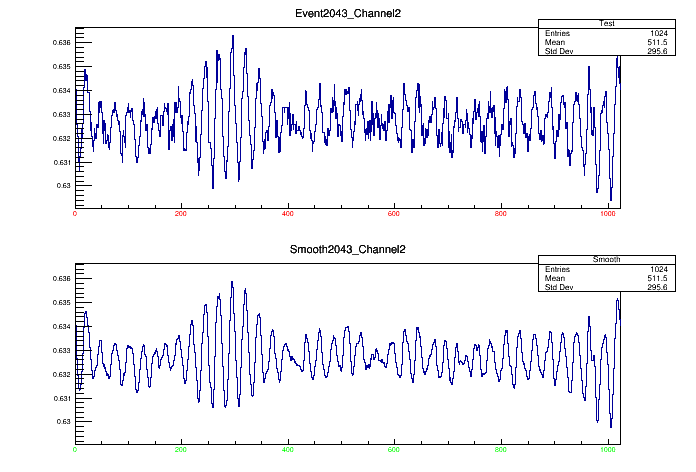 Event2043_Channel2
Test
Entries 1024
Mean 511.5
Std Dev 295.6
0.636
0.635
0.634
0.633
0.632
0.631
0.63
0 200 400 600 800 1000
Smooth2043_Channel2
Smooth
Entries 1024
Mean 511.5
Std Dev 295.6
0.636
0.635
0.634
0.633
0.632
0.631
0.63
0 200 400 600 800 1000